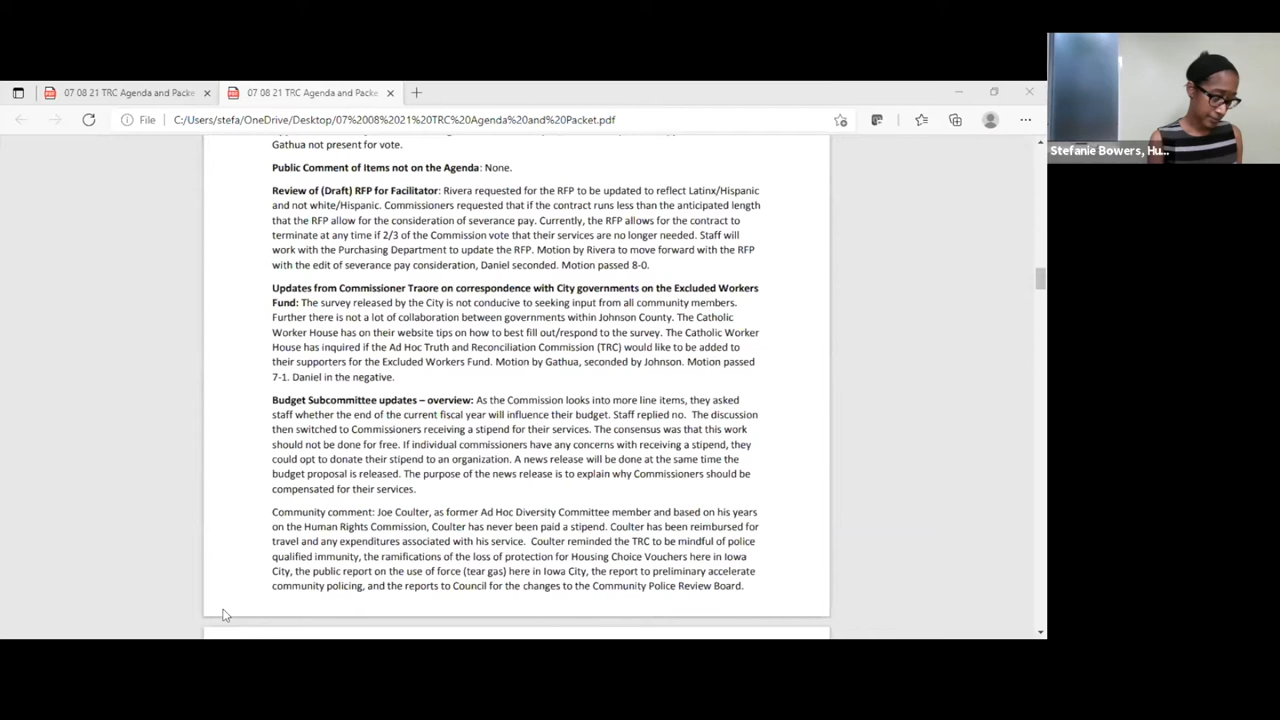 07 08 21 TRC Agenda and Packe
07 08 21 TRC Agenda and Packe
File
C:/Users/stefa/OneDrive/Desktop/07%2008%2021%20TRC%20Agenda%20and%20Packet.pdf
Gathua not present for vote.
Public Comment of Items not on the Agenda: None.
Review of (Draft) RFP for Facilitator: Rivera requested for the RFP to be updated to reflect Latinx/Hispanic
and not white/Hispanic. Commissioners requested that if the contract runs less than the anticipated length
that the RFP allow for the consideration of severance pay. Currently, the RFP allows for the contract to
terminate at any time if 2/3 of the Commission vote that their services are no longer needed. Staff will
work with the Purchasing Department to update the RFP. Motion by Rivera to move forward with the RFP
with the edit of severance pay consideration, Daniel seconded. Motion passed 8-0.
Updates from Commissioner Traore on correspondence with City governments on the Excluded Workers
Fund: The survey released by the City is not conducive to seeking input from all community members.
Further there is not a lot of collaboration between governments within Johnson County. The Catholic
Worker House has on their website tips on how to best fill out/respond to the survey. The Catholic Worker
House has inquired if the Ad Hoc Truth and Reconciliation Commission (TRC) would like to be added to
their supporters for the Excluded Workers Fund. Motion by Gathua, seconded by Johnson. Motion passed
7-1. Daniel in the negative.
Budget Subcommittee updates – overview: As the Commission looks into more line items, they asked
staff whether the end of the current fiscal year will influence their budget. Staff replied no. The discussion
then switched to Commissioners receiving a stipend for their services. The consensus was that this work
should not be done for free. If individual commissioners have any concerns with receiving a stipend, they
could opt to donate their stipend to an organization. A news release will be done at the same time the
budget proposal is released. The purpose of the news release is to explain why Commissioners should be
compensated for their services.
Community comment: Joe Coulter, as former Ad Hoc Diversity Committee member and based on his years
on the Human Rights Commission, Coulter has never been paid a stipend. Coulter has been reimbursed for
travel and any expenditures associated with his service. Coulter reminded the TRC to be mindful of police
qualified immunity, the ramifications of the loss of protection for Housing Choice Vouchers here in Iowa
City, the public report on the use of force (tear gas) here in Iowa City, the report to preliminary accelerate
community policing, and the reports to Council for the changes to the Community Police Review Board.
Stefanie Bowers, Hu...